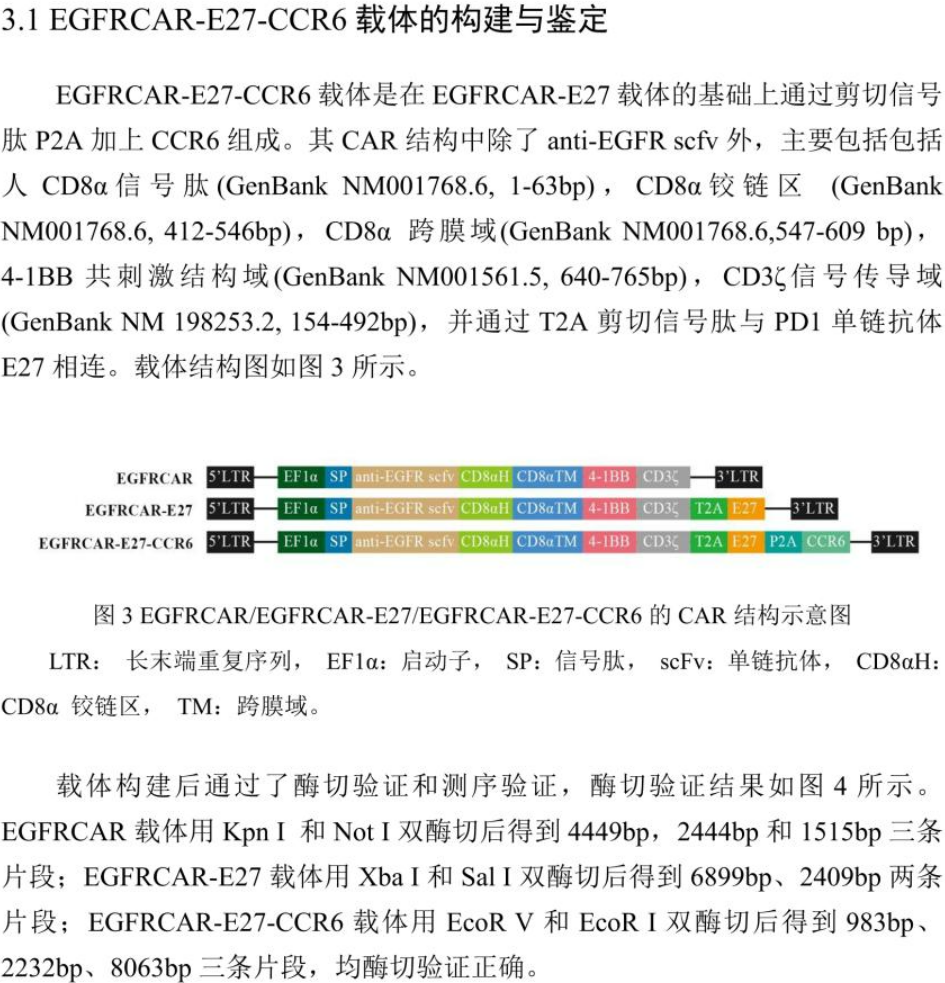 3.1 EGFRCAR-E27-CCR6 载体的构建与鉴定
EGFRCAR-E27-CCR6 载体是在 EGFRCAR-E27 载体的基础上通过剪切信号
肽 P2A 加上 CCR6 组成。其 CAR 结构中除了 anti-EGFR scfv 外，主要包括包括
人 CD8α信号肽(GenBank NM001768.6, 1-63bp)，CD8α铰链区 (GenBank
NM001768.6, 412-546bp)，CD8α 跨膜域(GenBank NM001768.6,547-609 bp)，
4-1BB 共刺激结构域(GenBank NM001561.5, 640-765bp)，CD3ζ信号传导域
(GenBank NM 198253.2, 154-492bp)，并通过 T2A 剪切信号肽与 PD1 单链抗体
E27 相连。载体结构图如图 3 所示。
EGFRCAR 5'LTR EF1α SP anti-EGFR scfv CD8αH CD8αTM 4-1BB CD3ζ 3'LTR
EGFRCAR-E27 5'LTR EF1α SP anti-EGFR scfv CD8αH CD8αTM 4-1BB CD3ζ T2A E27 3'LTR
EGFRCAR-E27-CCR6 5'LTR EF1α SP anti-EGFR scfv CD8αH CD8αTM 4-1BB CD3ζ T2A E27 P2A CCR6 3'LTR
图 3 EGFRCAR/EGFRCAR-E27/EGFRCAR-E27-CCR6 的 CAR 结构示意图
LTR： 长末端重复序列， EF1α：启动子， SP：信号肽， scFv：单链抗体， CD8αH：
CD8α 铰链区， TM：跨膜域。
载体构建后通过了酶切验证和测序验证，酶切验证结果如图 4 所示。
EGFRCAR 载体用 Kpn I 和 Not I 双酶切后得到 4449bp，2444bp 和 1515bp 三条
片段；EGFRCAR-E27 载体用 Xba I 和 Sal I 双酶切后得到 6899bp、2409bp 两条
片段；EGFRCAR-E27-CCR6 载体用 EcoR V 和 EcoR I 双酶切后得到 983bp、
2232bp、8063bp 三条片段，均酶切验证正确。